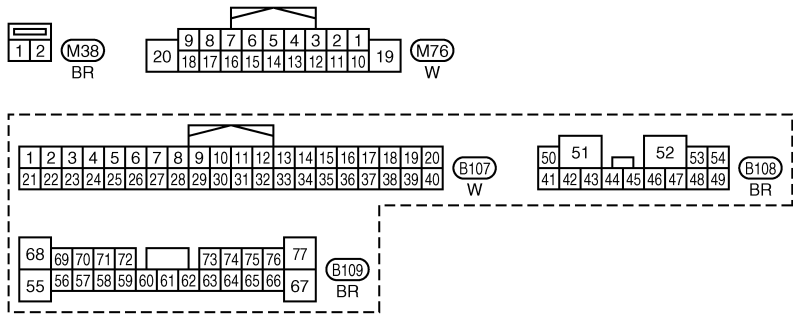 1 2 M38
BR
9 8 7 6 5 4 3 2 1
20 19 M76
18 17 16 15 14 13 12 11 10
W
1 2 3 4 5 6 7 8 9 10 11 12 13 14 15 16 17 18 19 20
21 22 23 24 25 26 27 28 29 30 31 32 33 34 35 36 37 38 39 40
B107
W
50 51 52 53 54
41 42 43 44 45 46 47 48 49
B108
BR
68 69 70 71 72 73 74 75 76 77
55 56 57 58 59 60 61 62 63 64 65 66 67
B109
BR